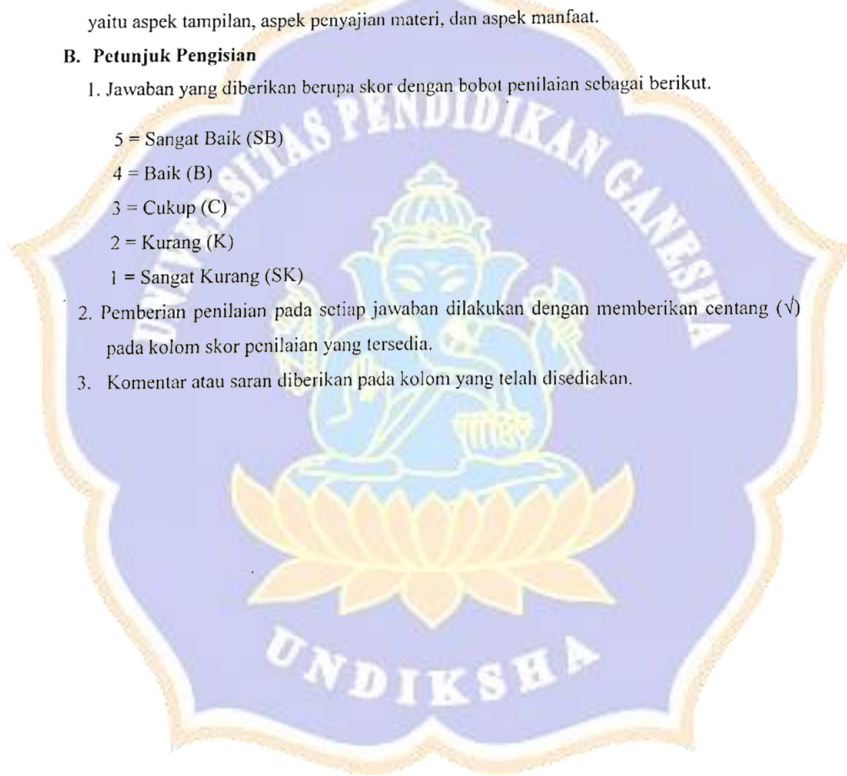 yaitu aspek tampilan, aspek penyajian materi, dan aspek manfaat.
B. Petunjuk Pengisian
1. Jawaban yang diberikan berupa skor dengan bobot penilaian sebagai berikut.
5 = Sangat Baik (SB)
4 = Baik (B)
3 = Cukup (C)
2 = Kurang (K)
1 = Sangat Kurang (SK)
2. Pemberian penilaian pada setiap jawaban dilakukan dengan memberikan centang (√)
pada kolom skor penilaian yang tersedia.
3. Komentar atau saran diberikan pada kolom yang telah disediakan.
UNIVERSITAS PENDIDIKAN GANESHA
UNDIKSHA